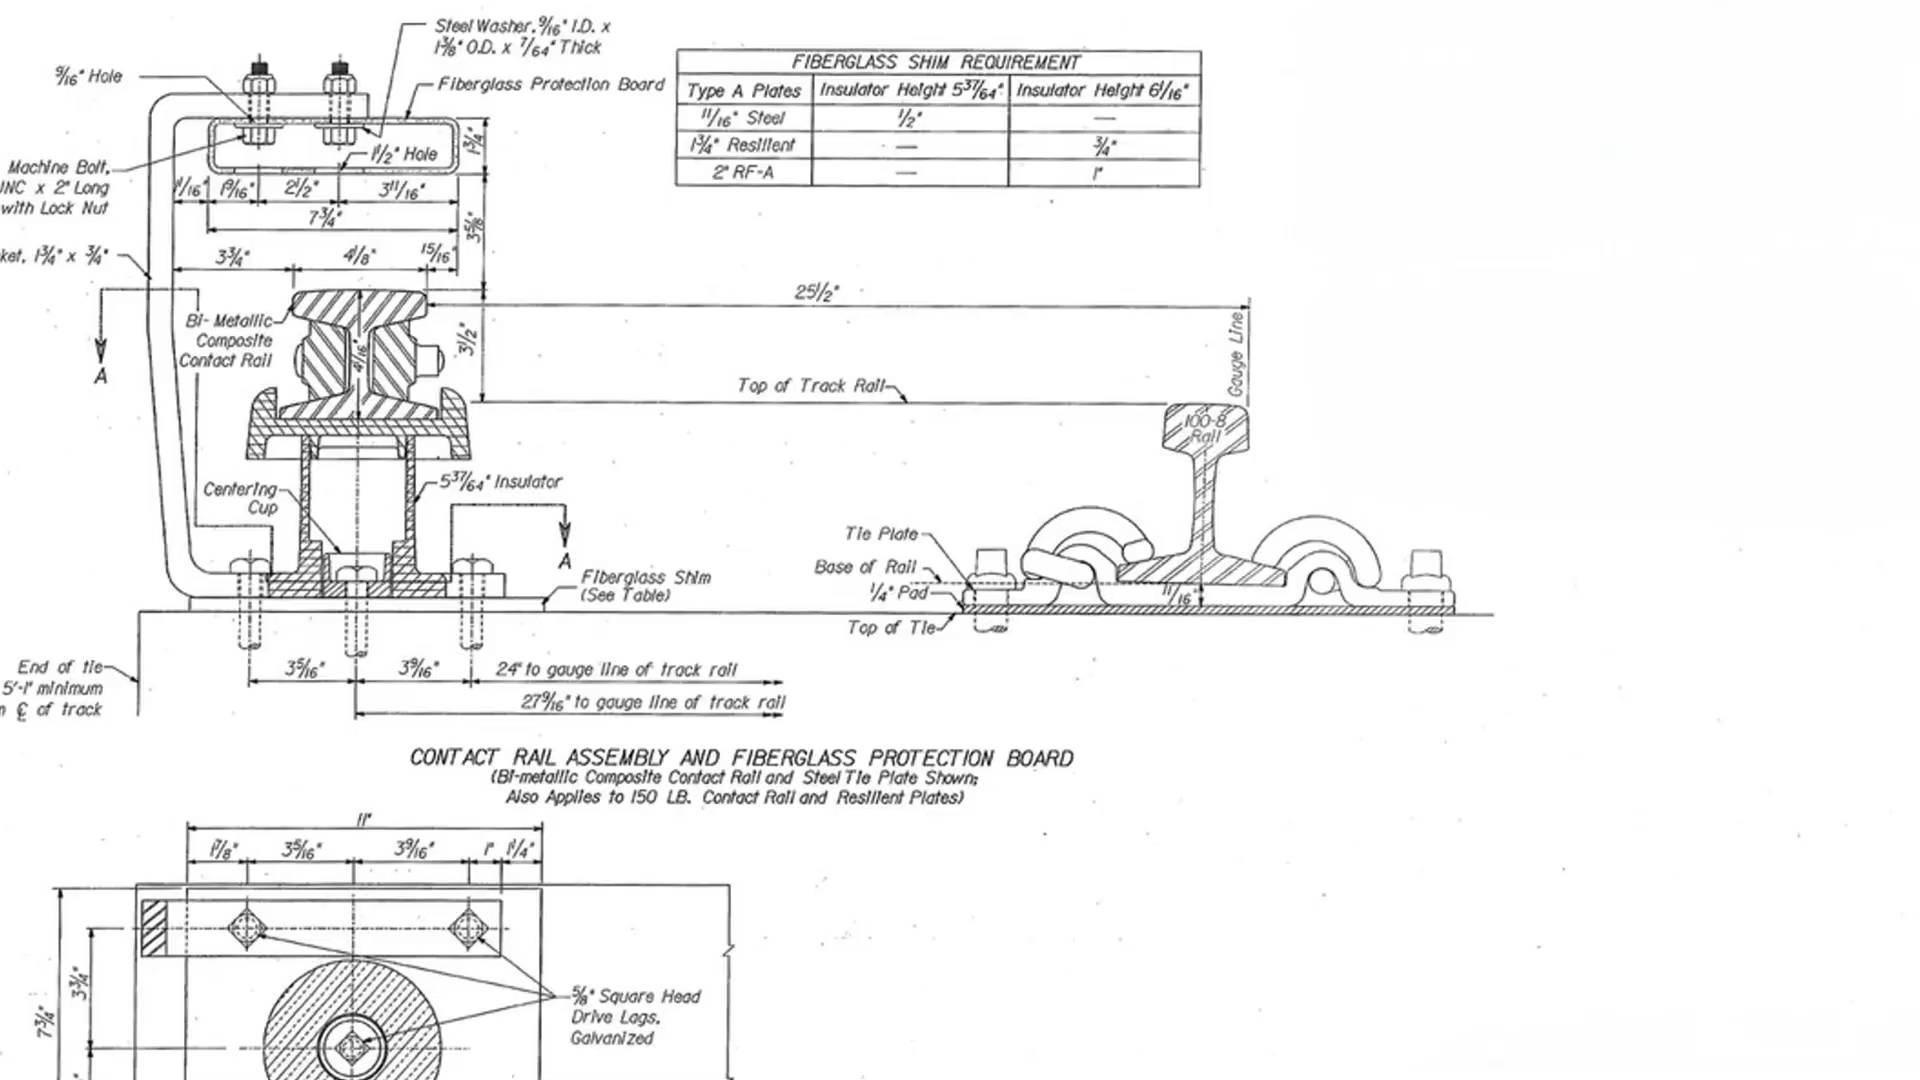 Steel Washer, 9/16" I.D. x
1 3/8" O.D. x 7/64" Thick
9/16" Hole
Fiberglass Protection Board
1 1/2" Hole
1 3/4"
Machine Bolt,
UNC x 2" Long
with Lock Nut
1 1/16"
1 9/16"
2 1/2"
3 11/16"
7 3/4"
3 5/8"
ket, 1 3/4" x 3/4"
3 3/4"
4 1/8"
15/16"
25 1/2"
Gauge Line
A
Bi-Metallic
Composite
Contact Rail
4 1/16"
3 1/2"
Top of Track Rail
100-8
Rail
Centering
Cup
5 37/64" Insulator
A
Tie Plate
Base of Rail
1/4" Pad
11/16"
Top of Tie
Fiberglass Shim
(See Table)
End of tie
5'-1" minimum
m ℄ of track
3 5/16"
3 9/16"
24" to gauge line of track rail
27 9/16" to gauge line of track rail
FIBERGLASS SHIM REQUIREMENT
Type A Plates Insulator Height 5 37/64" Insulator Height 6 1/16"
11/16" Steel 1/2" —
1 3/4" Resilient — 3/4"
2" RF-A — 1"
CONTACT RAIL ASSEMBLY AND FIBERGLASS PROTECTION BOARD
(Bi-metallic Composite Contact Rail and Steel Tie Plate Shown;
Also Applies to 150 LB. Contact Rail and Resilient Plates)
11"
1 7/8"
3 5/16"
3 9/16"
1"
1 1/4"
3 3/4"
7 3/4"
5/8" Square Head
Drive Lags,
Galvanized